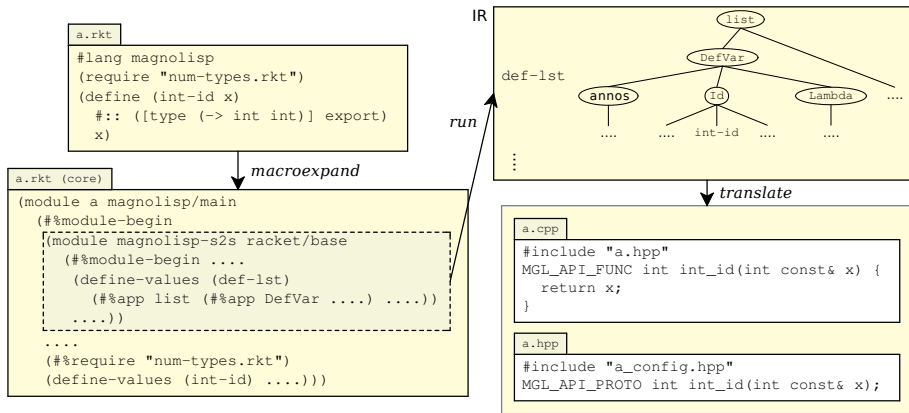 a.rkt
#lang magnolisp
(require "num-types.rkt")
(define (int-id x)
  #:: ([type (-> int int)] export)
  x)
macroexpand
a.rkt (core)
(module a magnolisp/main
  (#%module-begin
    (module magnolisp-s2s racket/base
      (#%module-begin ....
        (define-values (def-lst)
          (#%app list (#%app DefVar ....) ....))
        ....))
    ....
    (#%require "num-types.rkt")
    (define-values (int-id) ....)))
run
IR
list
DefVar
def-lst
annos Id Lambda ....
.... .... int-id .... ....
⋮
translate
a.cpp
#include "a.hpp"
MGL_API_FUNC int int_id(int const& x) {
  return x;
}
a.hpp
#include "a_config.hpp"
MGL_API_PROTO int int_id(int const& x);